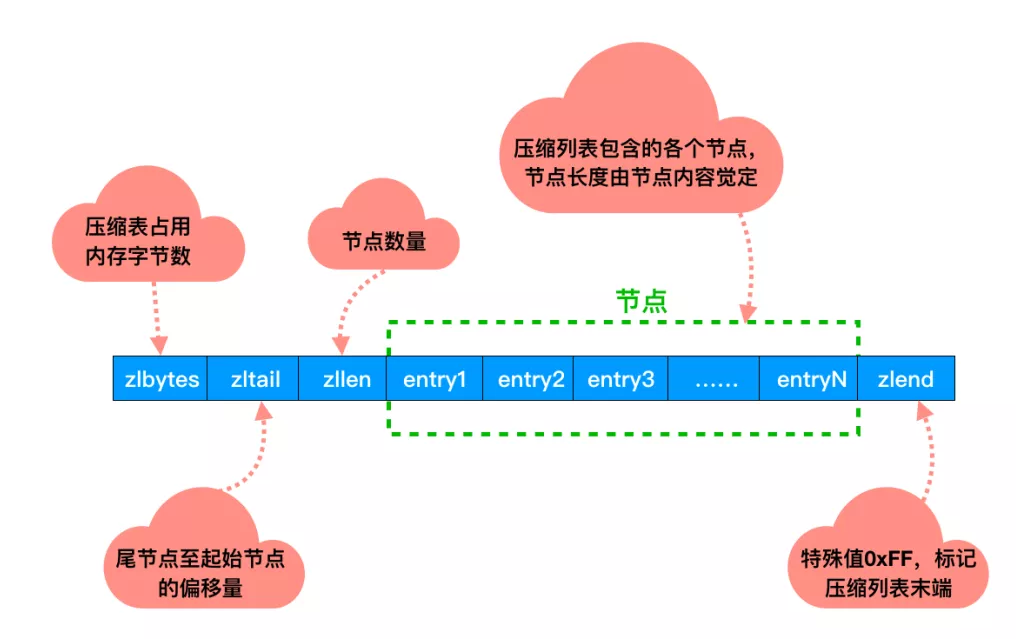 压缩列表包含的各个节点，
节点长度由节点内容觉定
压缩表占用
内存字节数
节点数量
节点
zlbytes
zltail
zllen
entry1
entry2
entry3
......
entryN
zlend
尾节点至起始节点
的偏移量
特殊值0xFF，标记
压缩列表末端